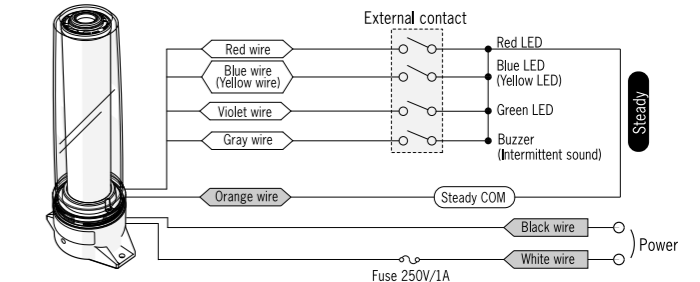 External contact
Red wire
Red LED
Blue wire
(Yellow wire)
Blue LED
(Yellow LED)
Violet wire
Green LED
Gray wire
Buzzer
(Intermittent sound)
Steady
Orange wire
Steady COM
Black wire
Power
White wire
Fuse 250V/1A